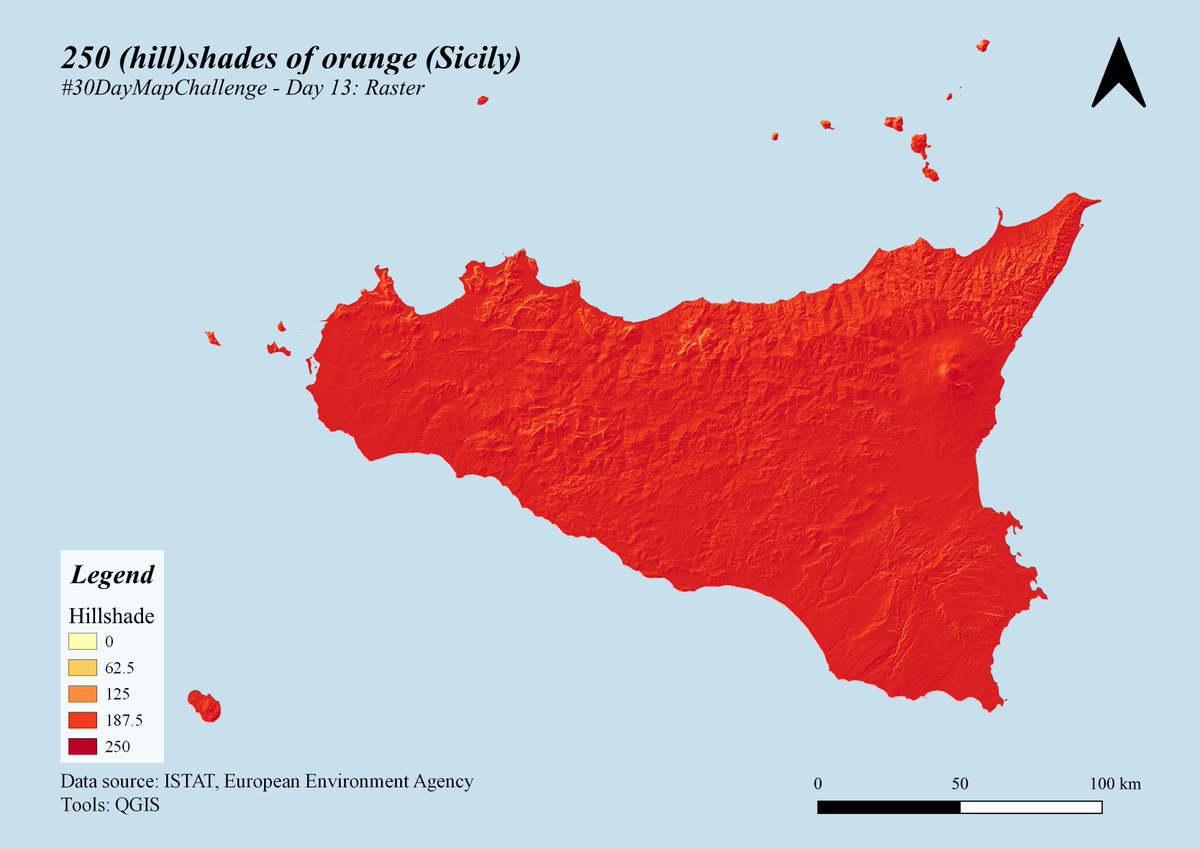 250 (hill)shades of orange (Sicily)
#30DayMapChallenge - Day 13: Raster
Legend
Hillshade
0
62.5
125
187.5
250
Data source: ISTAT, European Environment Agency
Tools: QGIS
0 50 100 km